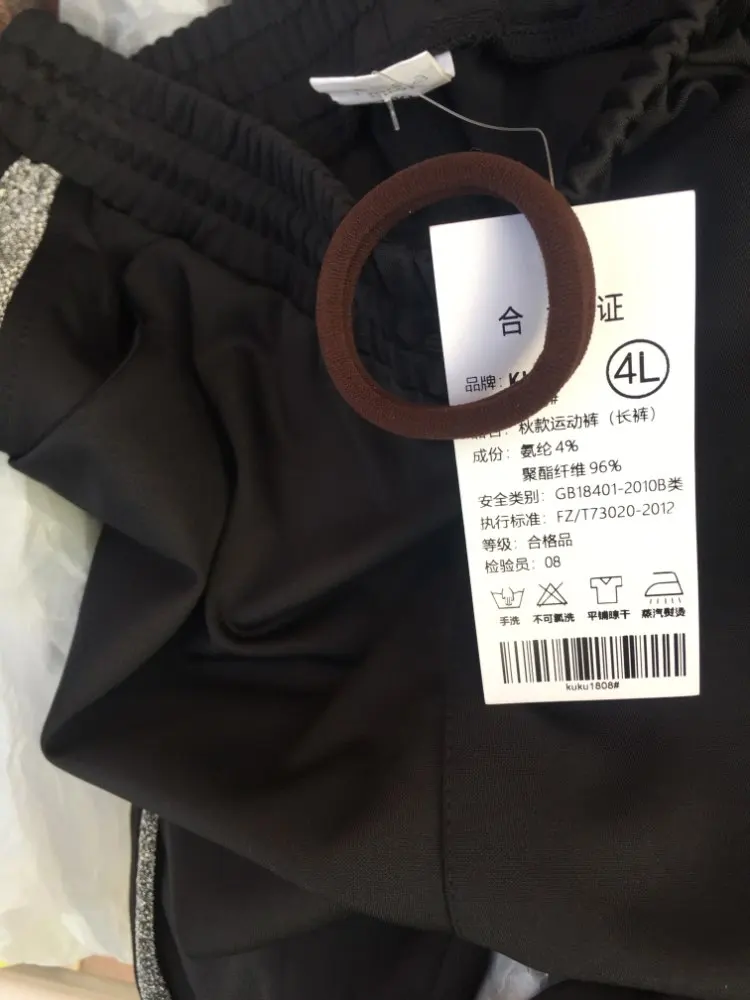 合 证
品牌:
4L
秋款运动裤（长裤）
成份: 氨纶 4%
聚酯纤维 96%
安全类别: GB18401-2010B类
执行标准: FZ/T73020-2012
等级: 合格品
检验员: 08
手洗 不可氯洗 平铺晾干 蒸汽熨烫
kuku1808#